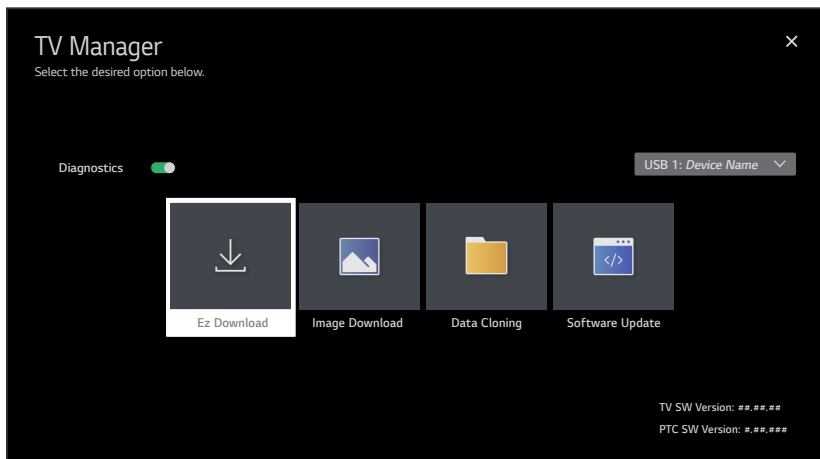 TV Manager
Select the desired option below.
Diagnostics
USB 1: Device Name
Ez Download
Image Download
Data Cloning
Software Update
TV SW Version: ##.##.##
PTC SW Version: #.##.###